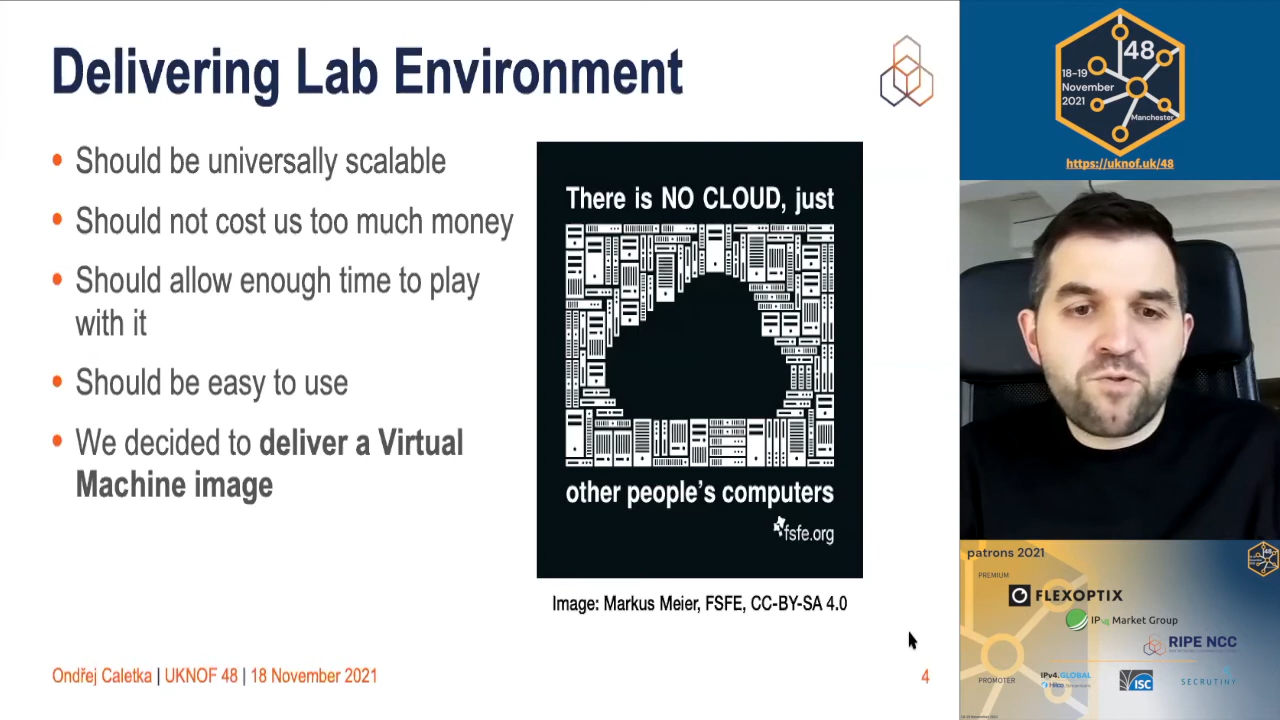 Delivering Lab Environment
• Should be universally scalable
• Should not cost us too much money
• Should allow enough time to play
with it
• Should be easy to use
• We decided to deliver a Virtual
Machine image
There is NO CLOUD, just
other people's computers
fsfe.org
Image: Markus Meier, FSFE, CC-BY-SA 4.0
Ondřej Caletka | UKNOF 48 | 18 November 2021
4
48
18-19
November
2021
Manchester
https://uknof.uk/48
patrons 2021
48
PREMIUM
FLEXOPTIX
IP Market Group
RIPE NCC
PROMOTER
IPv4.GLOBAL
ISC
SECRUTINY